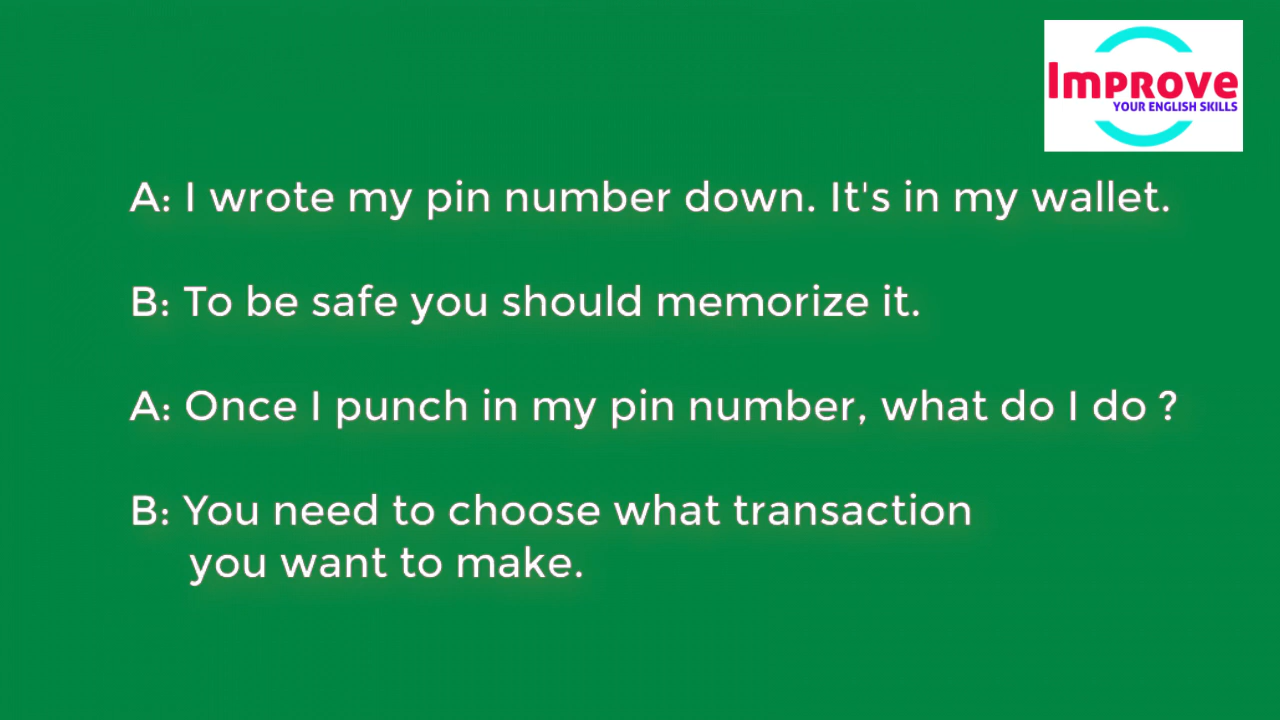 Improve
YOUR ENGLISH SKILLS
A: I wrote my pin number down. It's in my wallet.
B: To be safe you should memorize it.
A: Once I punch in my pin number, what do I do ?
B: You need to choose what transaction
you want to make.